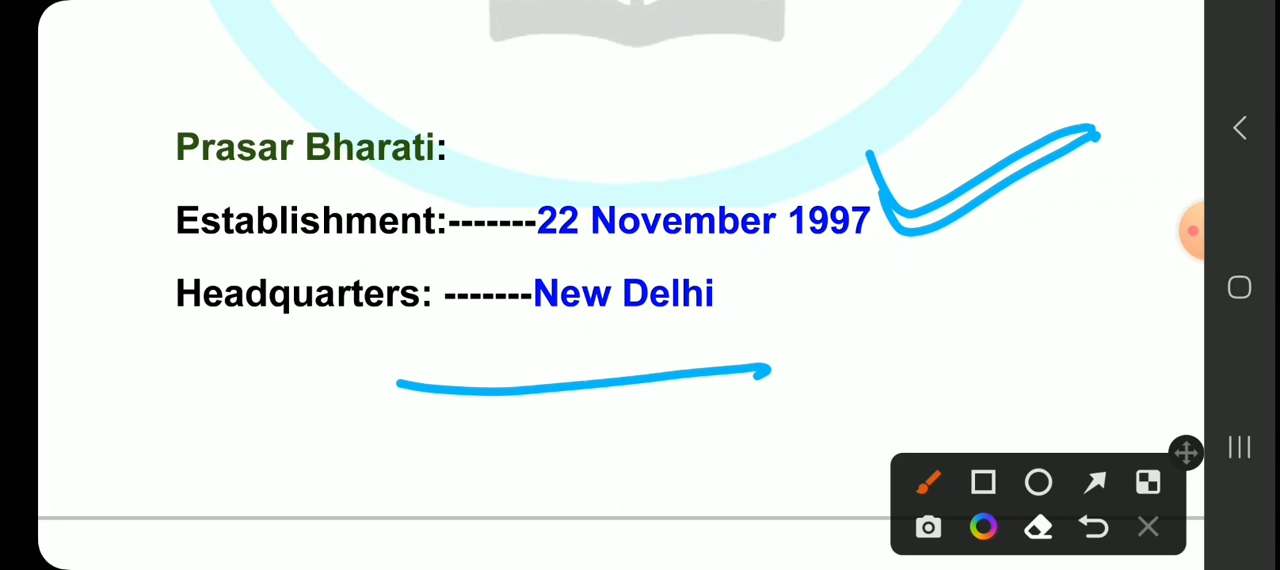 Prasar Bharati:
Establishment:-------22 November 1997
Headquarters: -------New Delhi